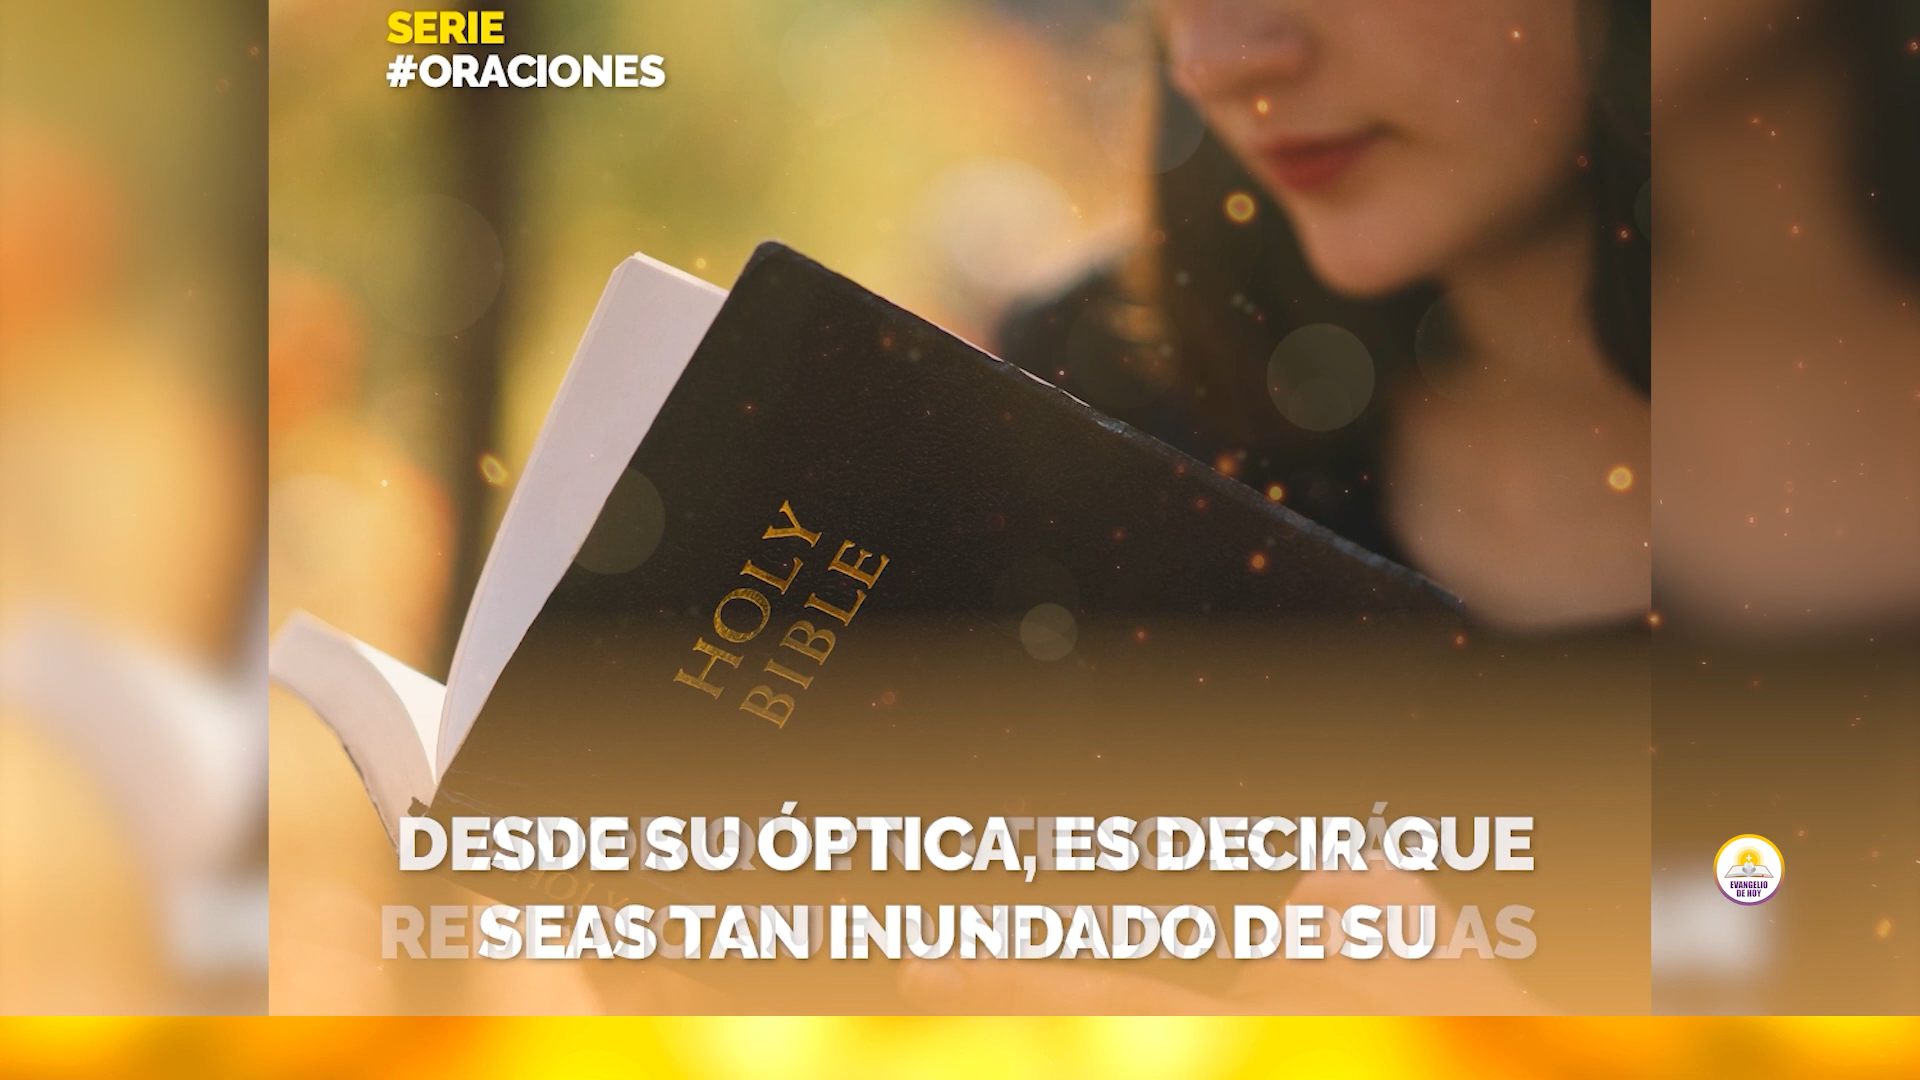 SERIE
#ORACIONES
HOLY
BIBLE
DESDE SU ÓPTICA, ES DECIR QUE
SEAS TAN INUNDADO DE SU
EVANGELIO
DE HOY